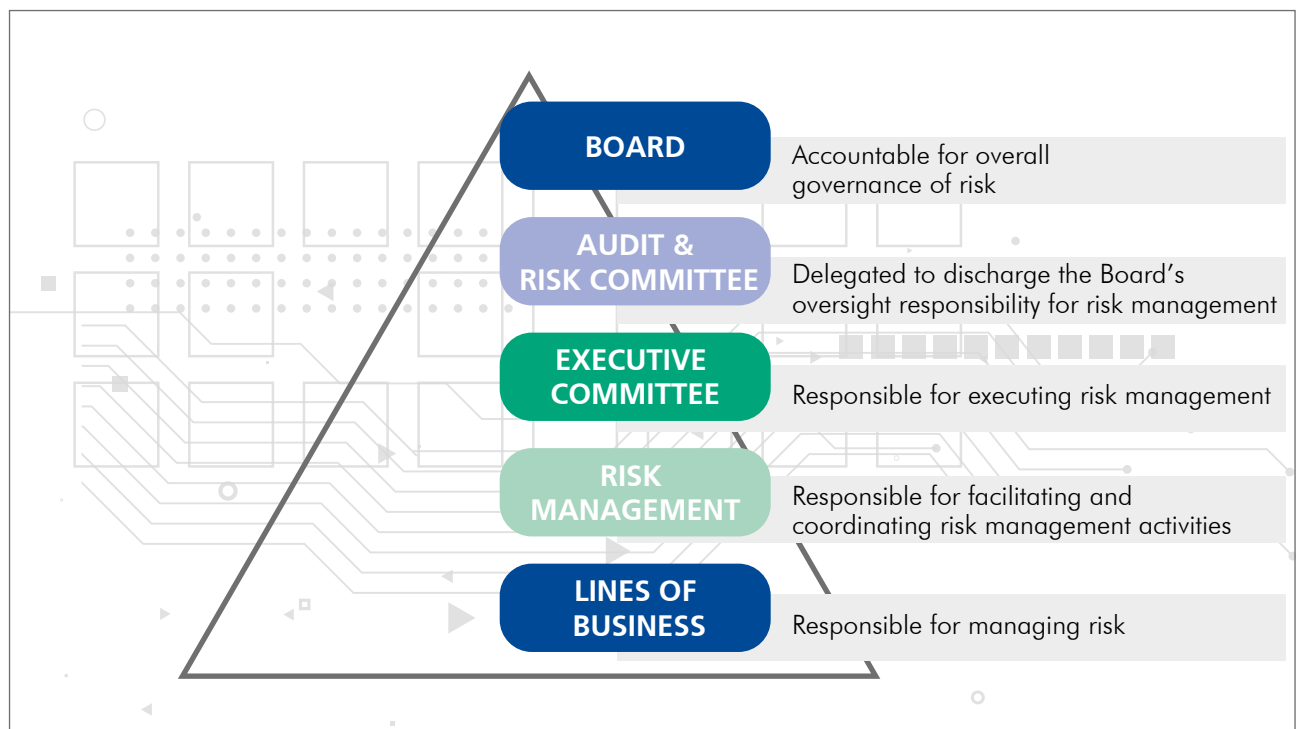 BOARD
Accountable for overall
governance of risk
AUDIT &
RISK COMMITTEE
Delegated to discharge the Board's
oversight responsibility for risk management
EXECUTIVE
COMMITTEE
Responsible for executing risk management
RISK
MANAGEMENT
Responsible for facilitating and
coordinating risk management activities
LINES OF
BUSINESS
Responsible for managing risk